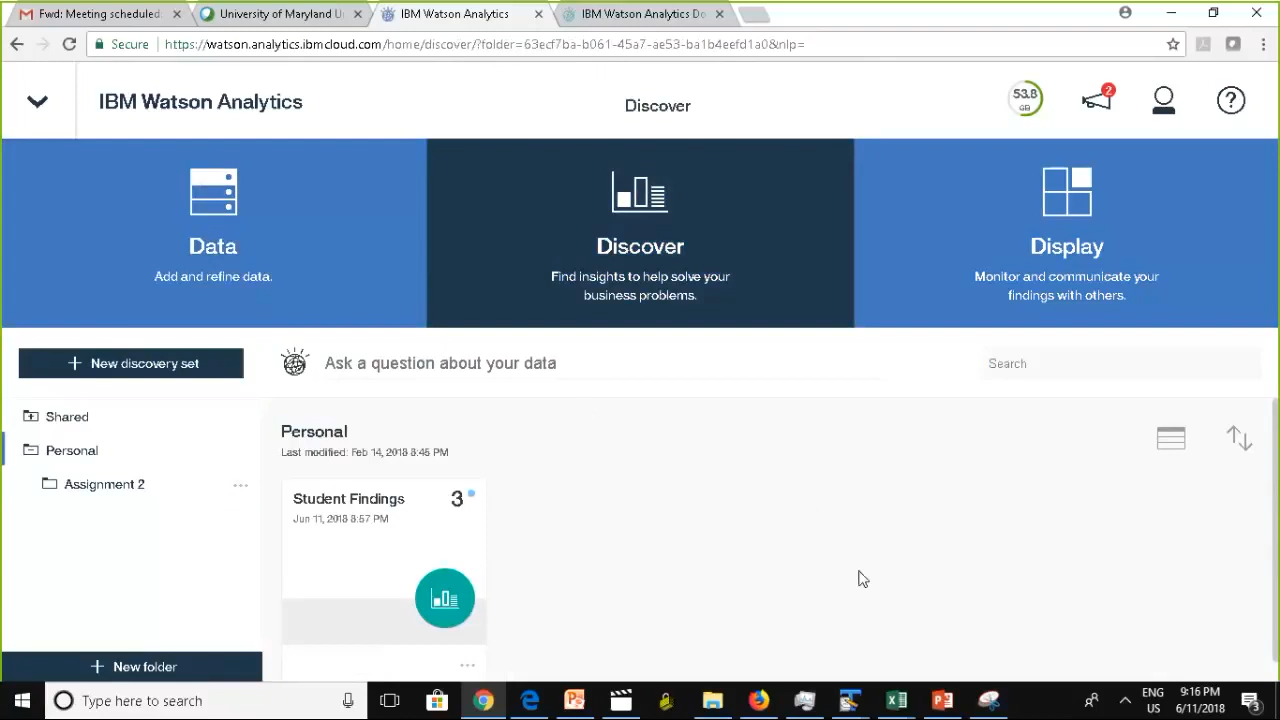 Fwd: Meeting scheduled.
University of Maryland U
IBM Watson Analytics
IBM Watson Analytics Do
Secure
https://watson.analytics.ibmcloud.com/home/discover/?folder=63ecf7ba-b061-45a7-ae53-ba1b4eefd1a0&nlp=
IBM Watson Analytics
Discover
53.8
GB
2
?
Data
Add and refine data.
Discover
Find insights to help solve your
business problems.
Display
Monitor and communicate your
findings with others.
+ New discovery set
Ask a question about your data
Search
Shared
Personal
Assignment 2
Personal
Last modified: Feb 14, 2018 8:45 PM
Student Findings
3
Jun 11, 2018 8:57 PM
+ New folder
Type here to search
ENG
US
9:16 PM
6/11/2018
3